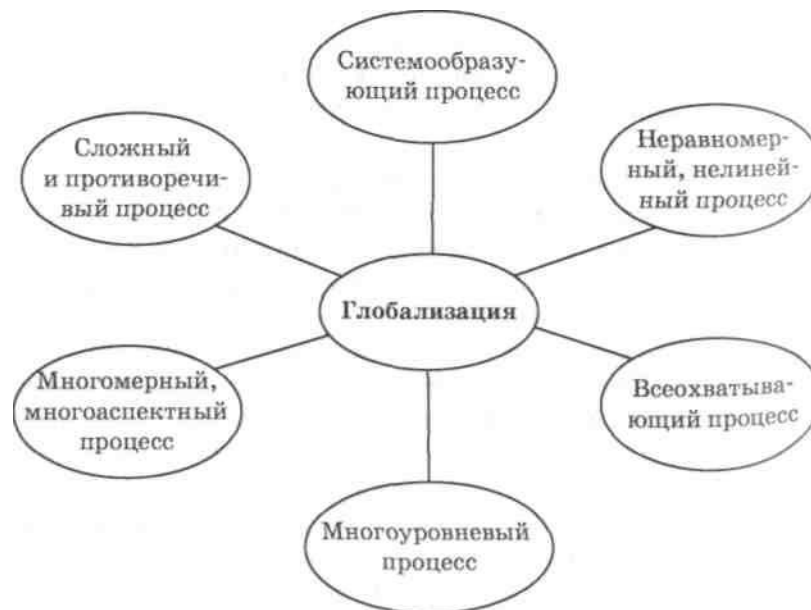 Системообразу-
ющий процесс
Сложный
и противоречи-
вый процесс
Неравномер-
ный, нелиней-
ный процесс
Глобализация
Многомерный,
многоаспектный
процесс
Всеохватыва-
ющий процесс
Многоуровневый
процесс